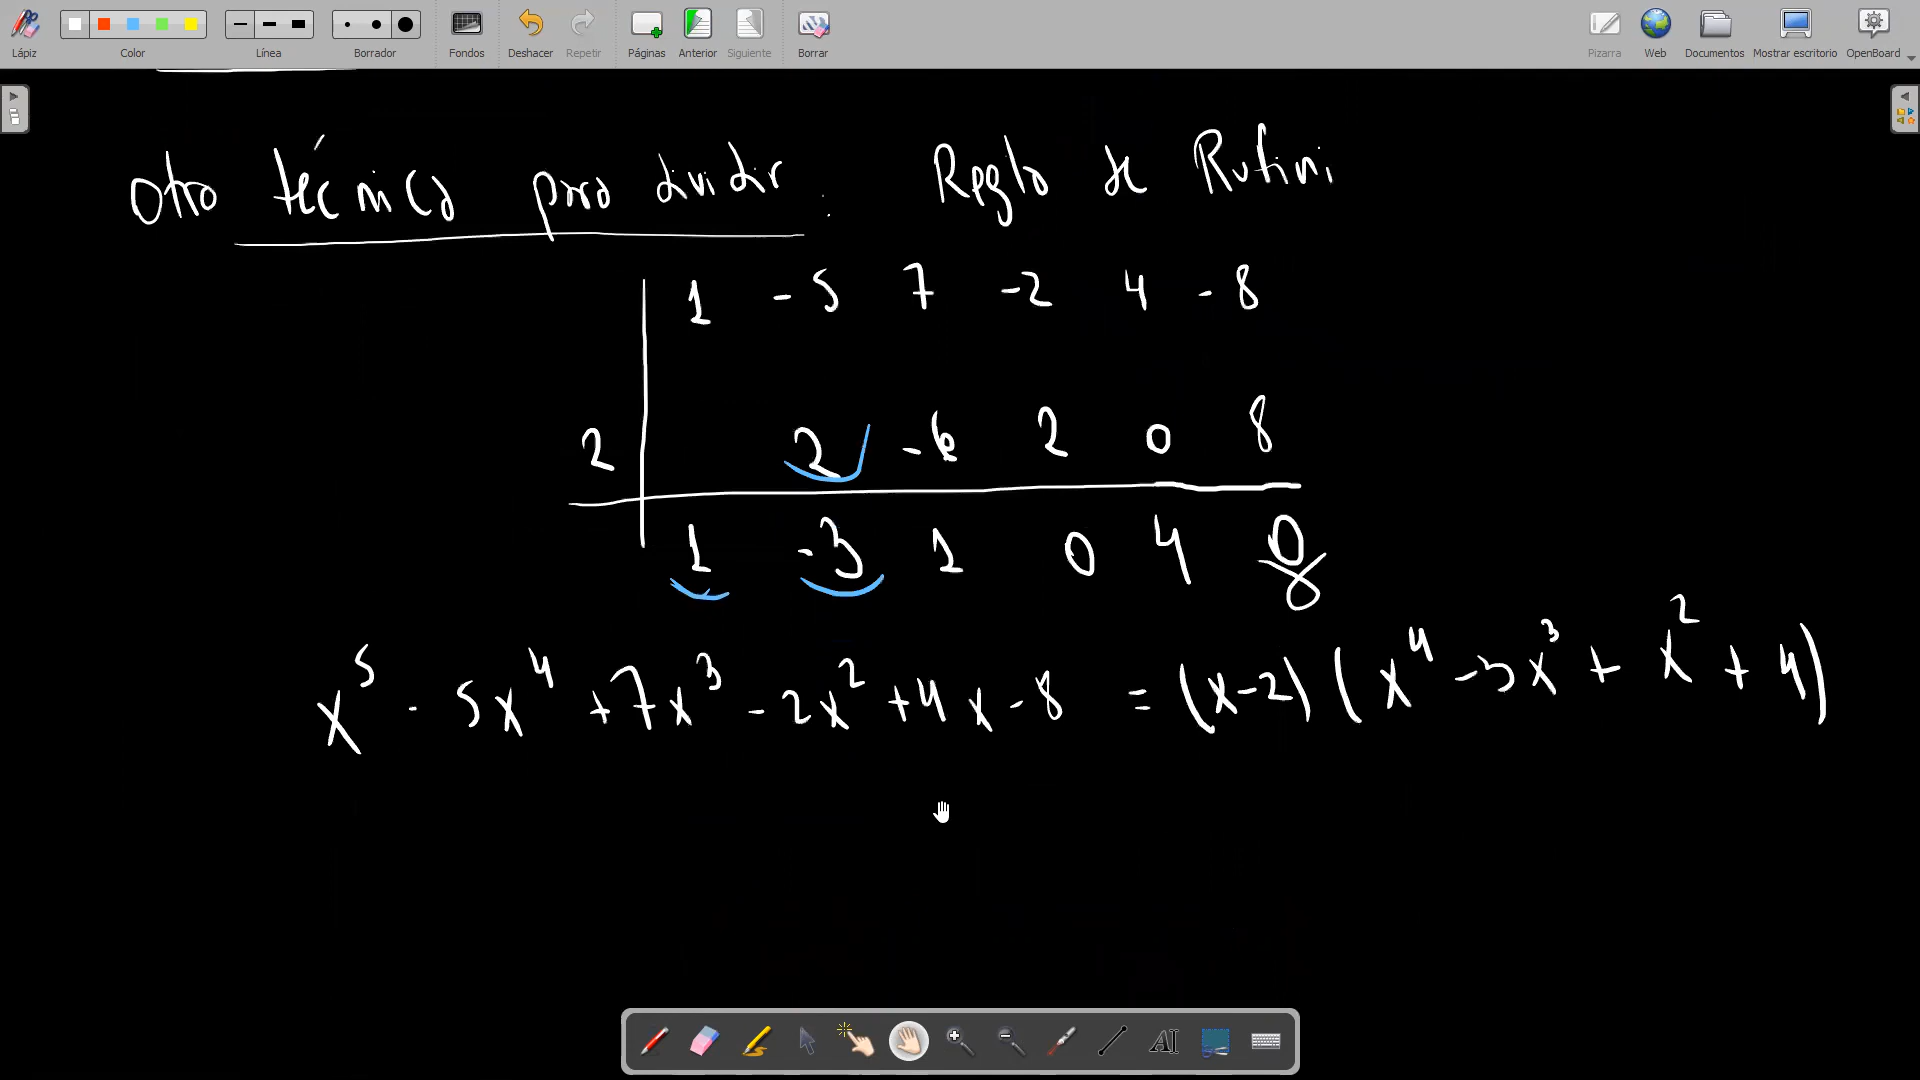 Lápiz Color Línea Borrador Fondos Deshacer Repetir Páginas Anterior Siguiente Borrar Pizarra Web Documentos Mostrar escritorio OpenBoard
Otra técnica para dividir: Regla de Rufini
1 -5 7 -2 4 -8
2 2 -6 2 0 8
1 -3 1 0 4 0
x^5 - 5x^4 + 7x^3 - 2x^2 + 4x - 8 = (x-2)(x^4 - 3x^3 + x^2 + 4)
AI